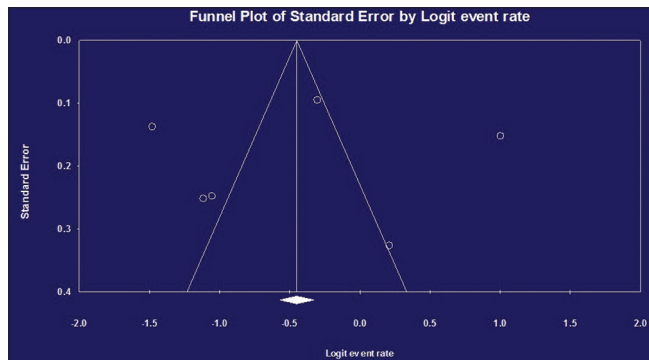 Funnel Plot of Standard Error by Logit event rate
0.0
0.1
0.2
0.3
0.4
Standard Error
-2.0 -1.5 -1.0 -0.5 0.0 0.5 1.0 1.5 2.0
Logit event rate